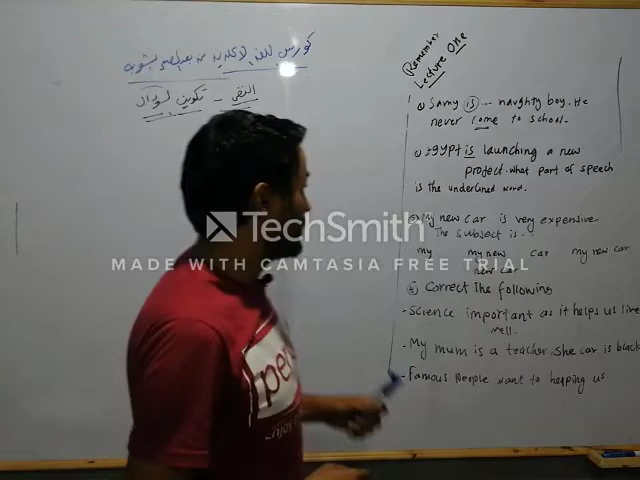 كورس اللغة الانجليزية من
النفى - تكوين السؤال
Remember
Lecture One
① Samy is ... naughty boy. He
never come to school.
② Egypt is launching a new
project. what part of speech
is the underlined word.
③ My new car is very expensive
The subject is ..
my my new car my new car
new car
④ Correct The following
- Science important as it helps us live
well.
- My mum is a teacher. She car is black
- Famous people want to helping us.
TechSmith
MADE WITH CAMTASIA FREE TRIAL